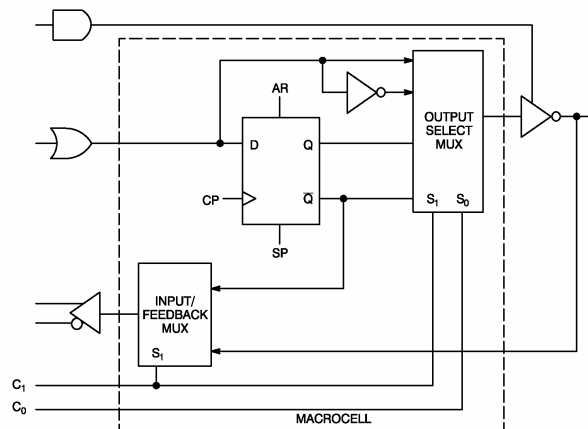 AR
OUTPUT
SELECT
MUX
D
Q
CP
Q̅
S₁
S₀
SP
INPUT/
FEEDBACK
MUX
S₁
C₁
C₀
MACROCELL